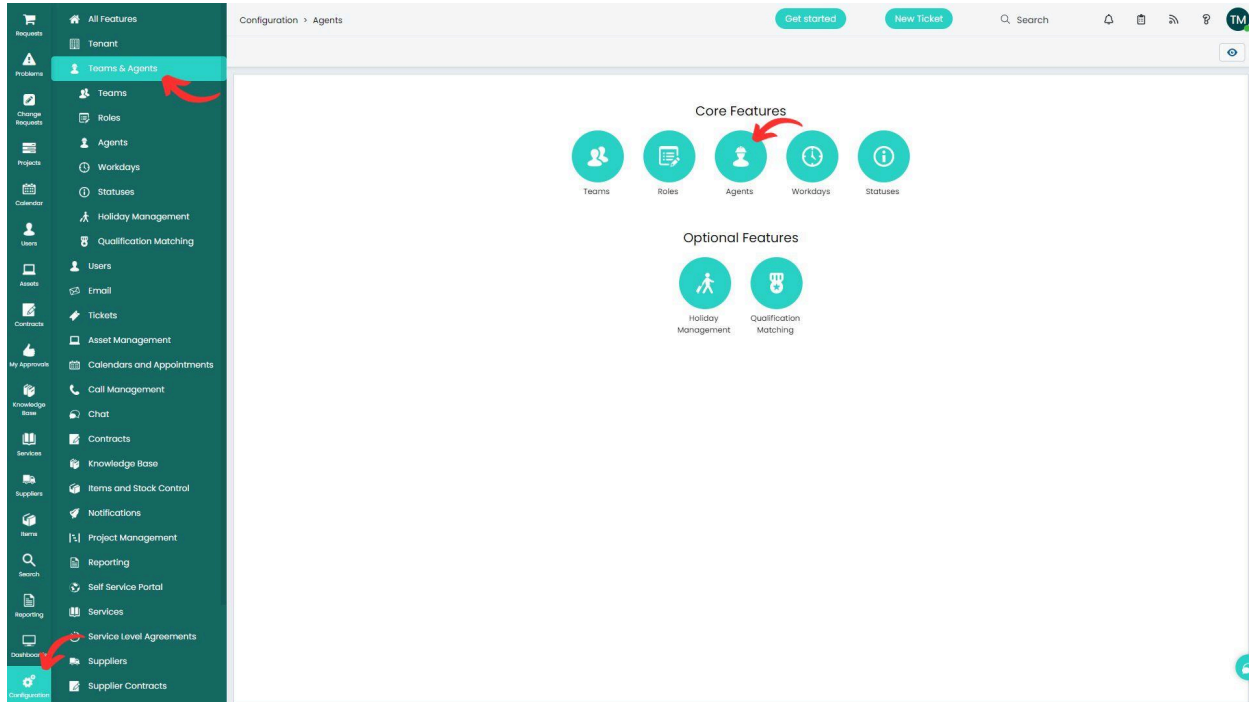 Requests
Problems
Change
Requests
Projects
Calendar
Users
Assets
Contracts
My Approvals
Knowledge
Base
Services
Suppliers
Items
Search
Reporting
Configuration
All Features
Tenant
Teams & Agents
Teams
Roles
Agents
Workdays
Statuses
Holiday Management
Qualification Matching
Users
Email
Tickets
Asset Management
Calendars and Appointments
Call Management
Chat
Contracts
Knowledge Base
Items and Stock Control
Notifications
Project Management
Reporting
Self Service Portal
Services
Service Level Agreements
Suppliers
Supplier Contracts
Configuration > Agents
Get started
New Ticket
Search
TM
Core Features
Teams
Roles
Agents
Workdays
Statuses
Optional Features
Holiday
Management
Qualification
Matching